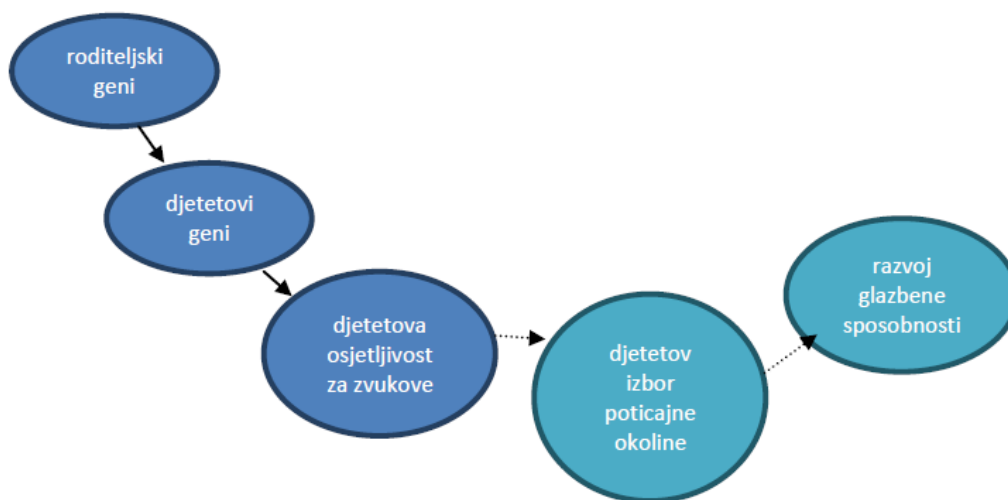 roditeljski
geni
djetetovi
geni
djetetova
osjetljivost
za zvukove
djetetov
izbor
poticajne
okoline
razvoj
glazbene
sposobnosti